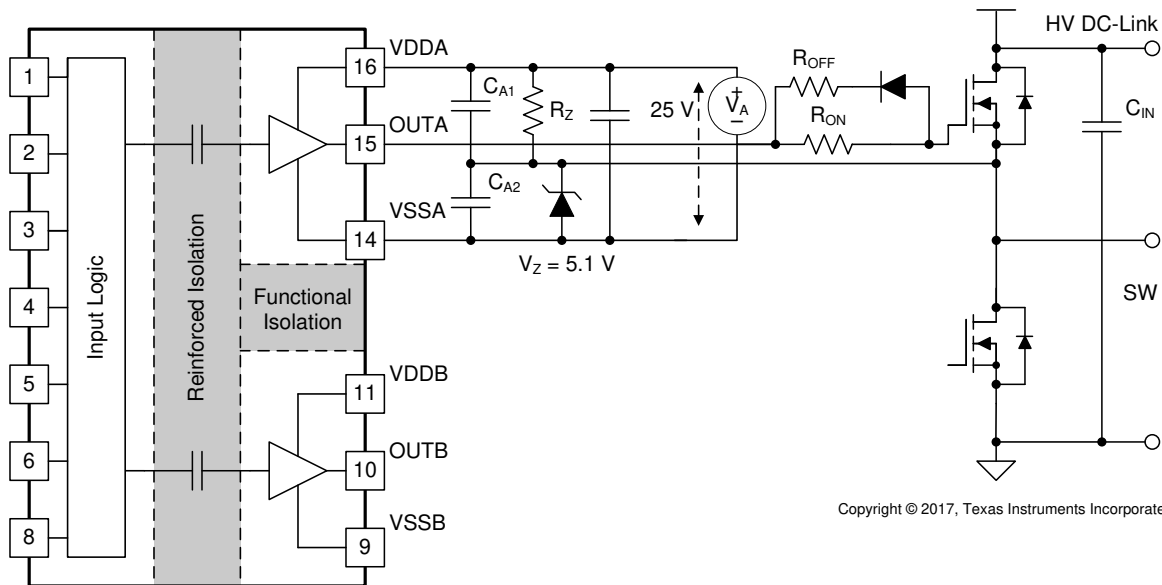 HV DC-Link
VDDA
1
16
CA1
ROFF
RZ
25 V
+
VA
−
CIN
OUTA
RON
2
15
CA2
3
VSSA
14
VZ = 5.1 V
SW
Input Logic
Reinforced Isolation
Functional
Isolation
4
VDDB
5
11
OUTB
6
10
VSSB
8
9
Copyright © 2017, Texas Instruments Incorporate